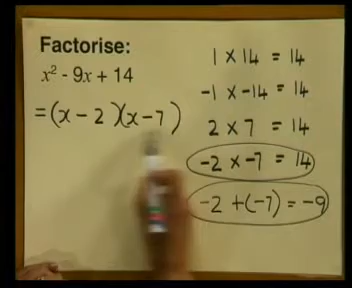 Factorise:
x² - 9x + 14
= (x - 2)(x - 7)
1 × 14 = 14
-1 × -14 = 14
2 × 7 = 14
-2 × -7 = 14
-2 + (-7) = -9